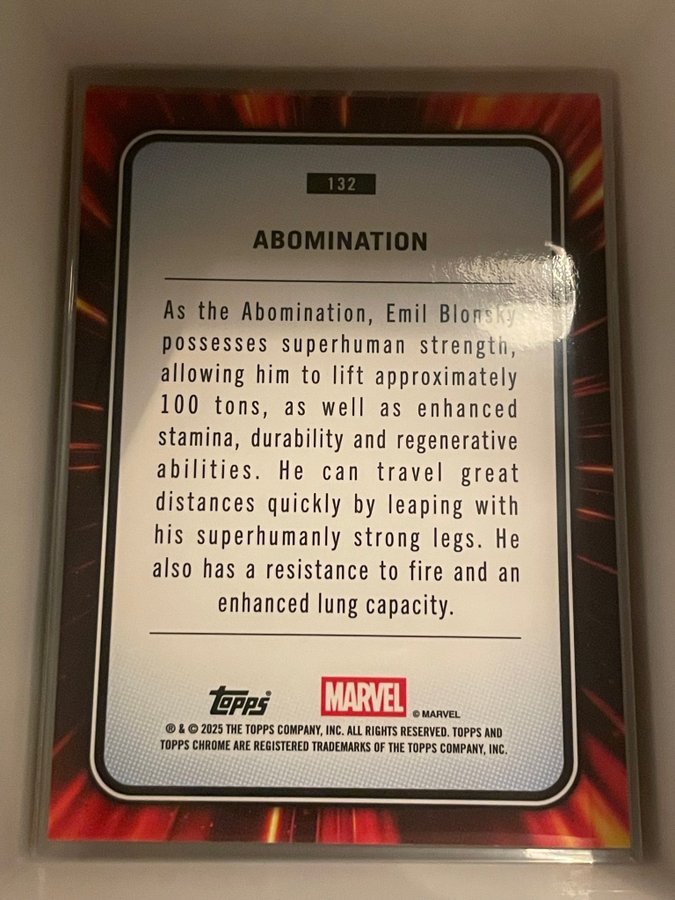 132
ABOMINATION
As the Abomination, Emil Blonsky
possesses superhuman strength,
allowing him to lift approximately
100 tons, as well as enhanced
stamina, durability and regenerative
abilities. He can travel great
distances quickly by leaping with
his superhumanly strong legs. He
also has a resistance to fire and an
enhanced lung capacity.
Topps® MARVEL © MARVEL
® & © 2025 THE TOPPS COMPANY, INC. ALL RIGHTS RESERVED. TOPPS AND
TOPPS CHROME ARE REGISTERED TRADEMARKS OF THE TOPPS COMPANY, INC.